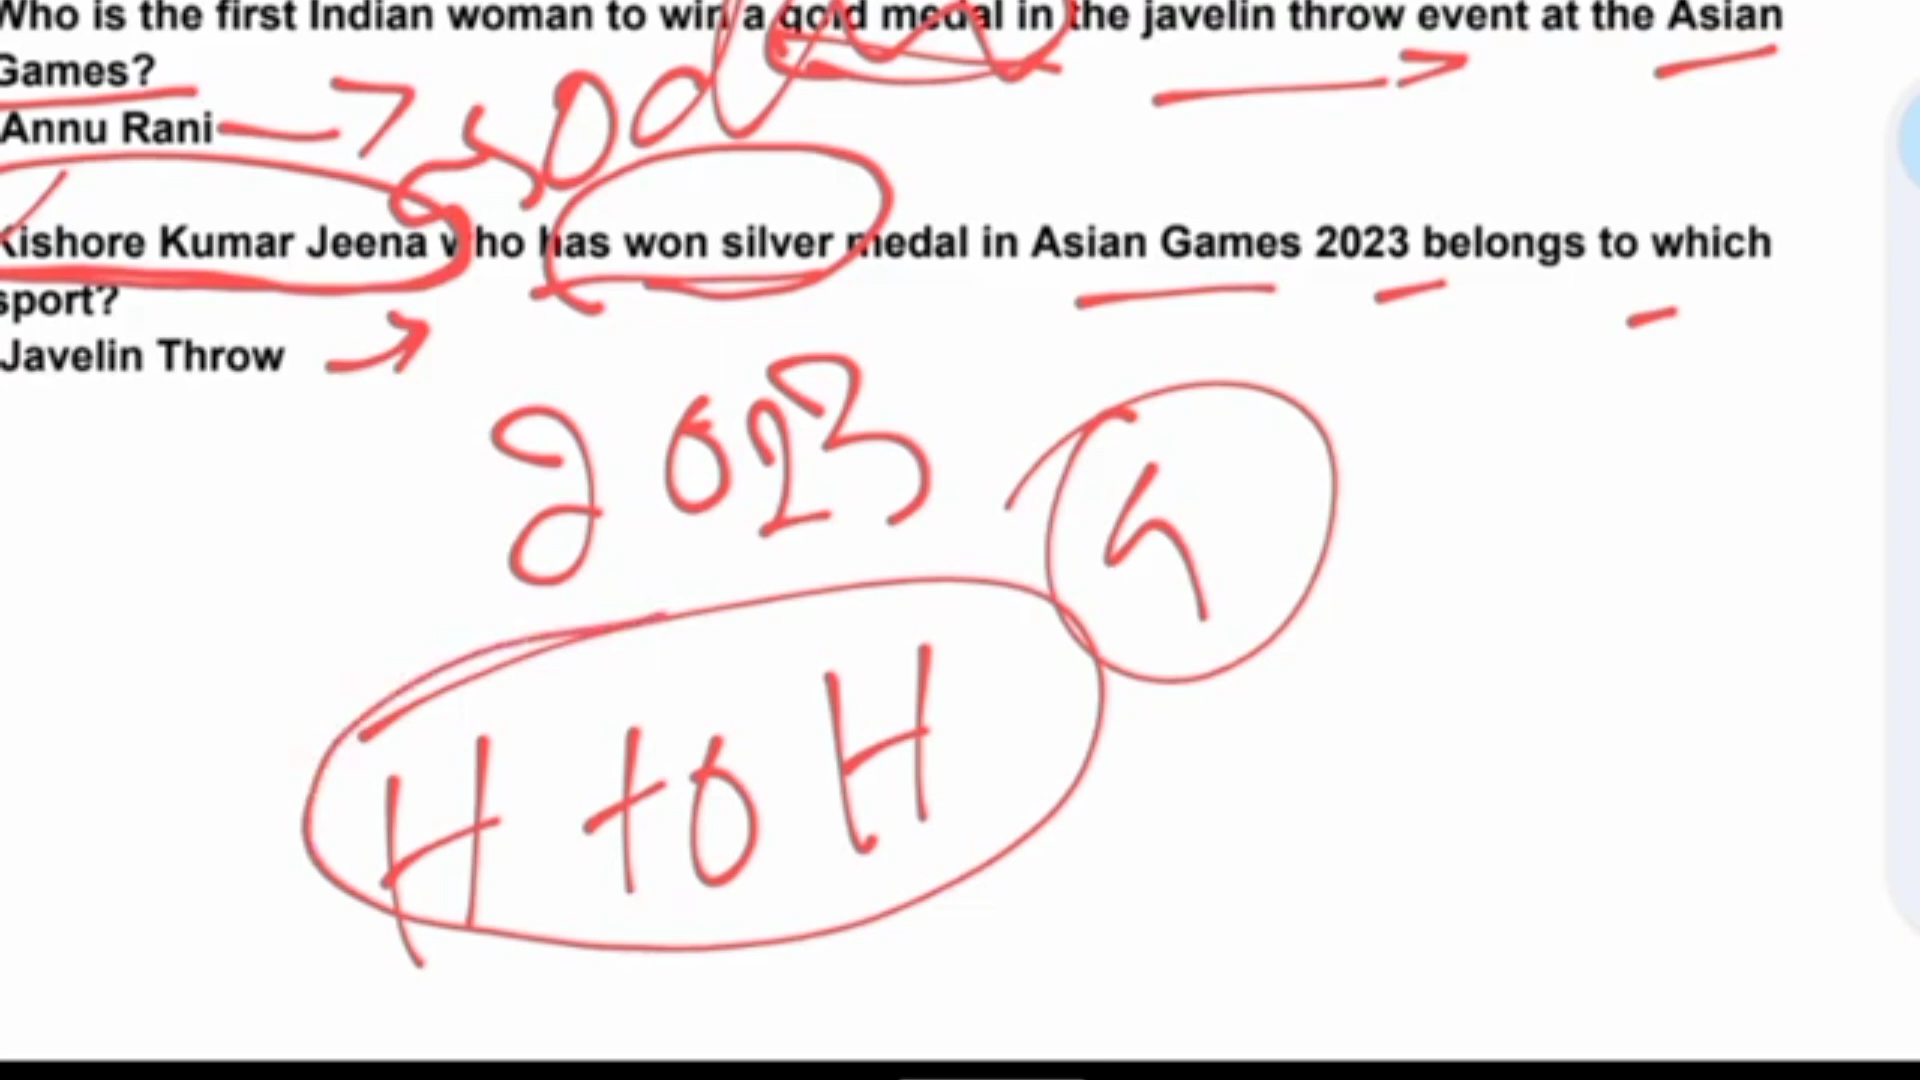 Who is the first Indian woman to win a gold medal in the javelin throw event at the Asian
Games?
Annu Rani
Kishore Kumar Jeena who has won silver medal in Asian Games 2023 belongs to which
sport?
Javelin Throw
2023
H to H